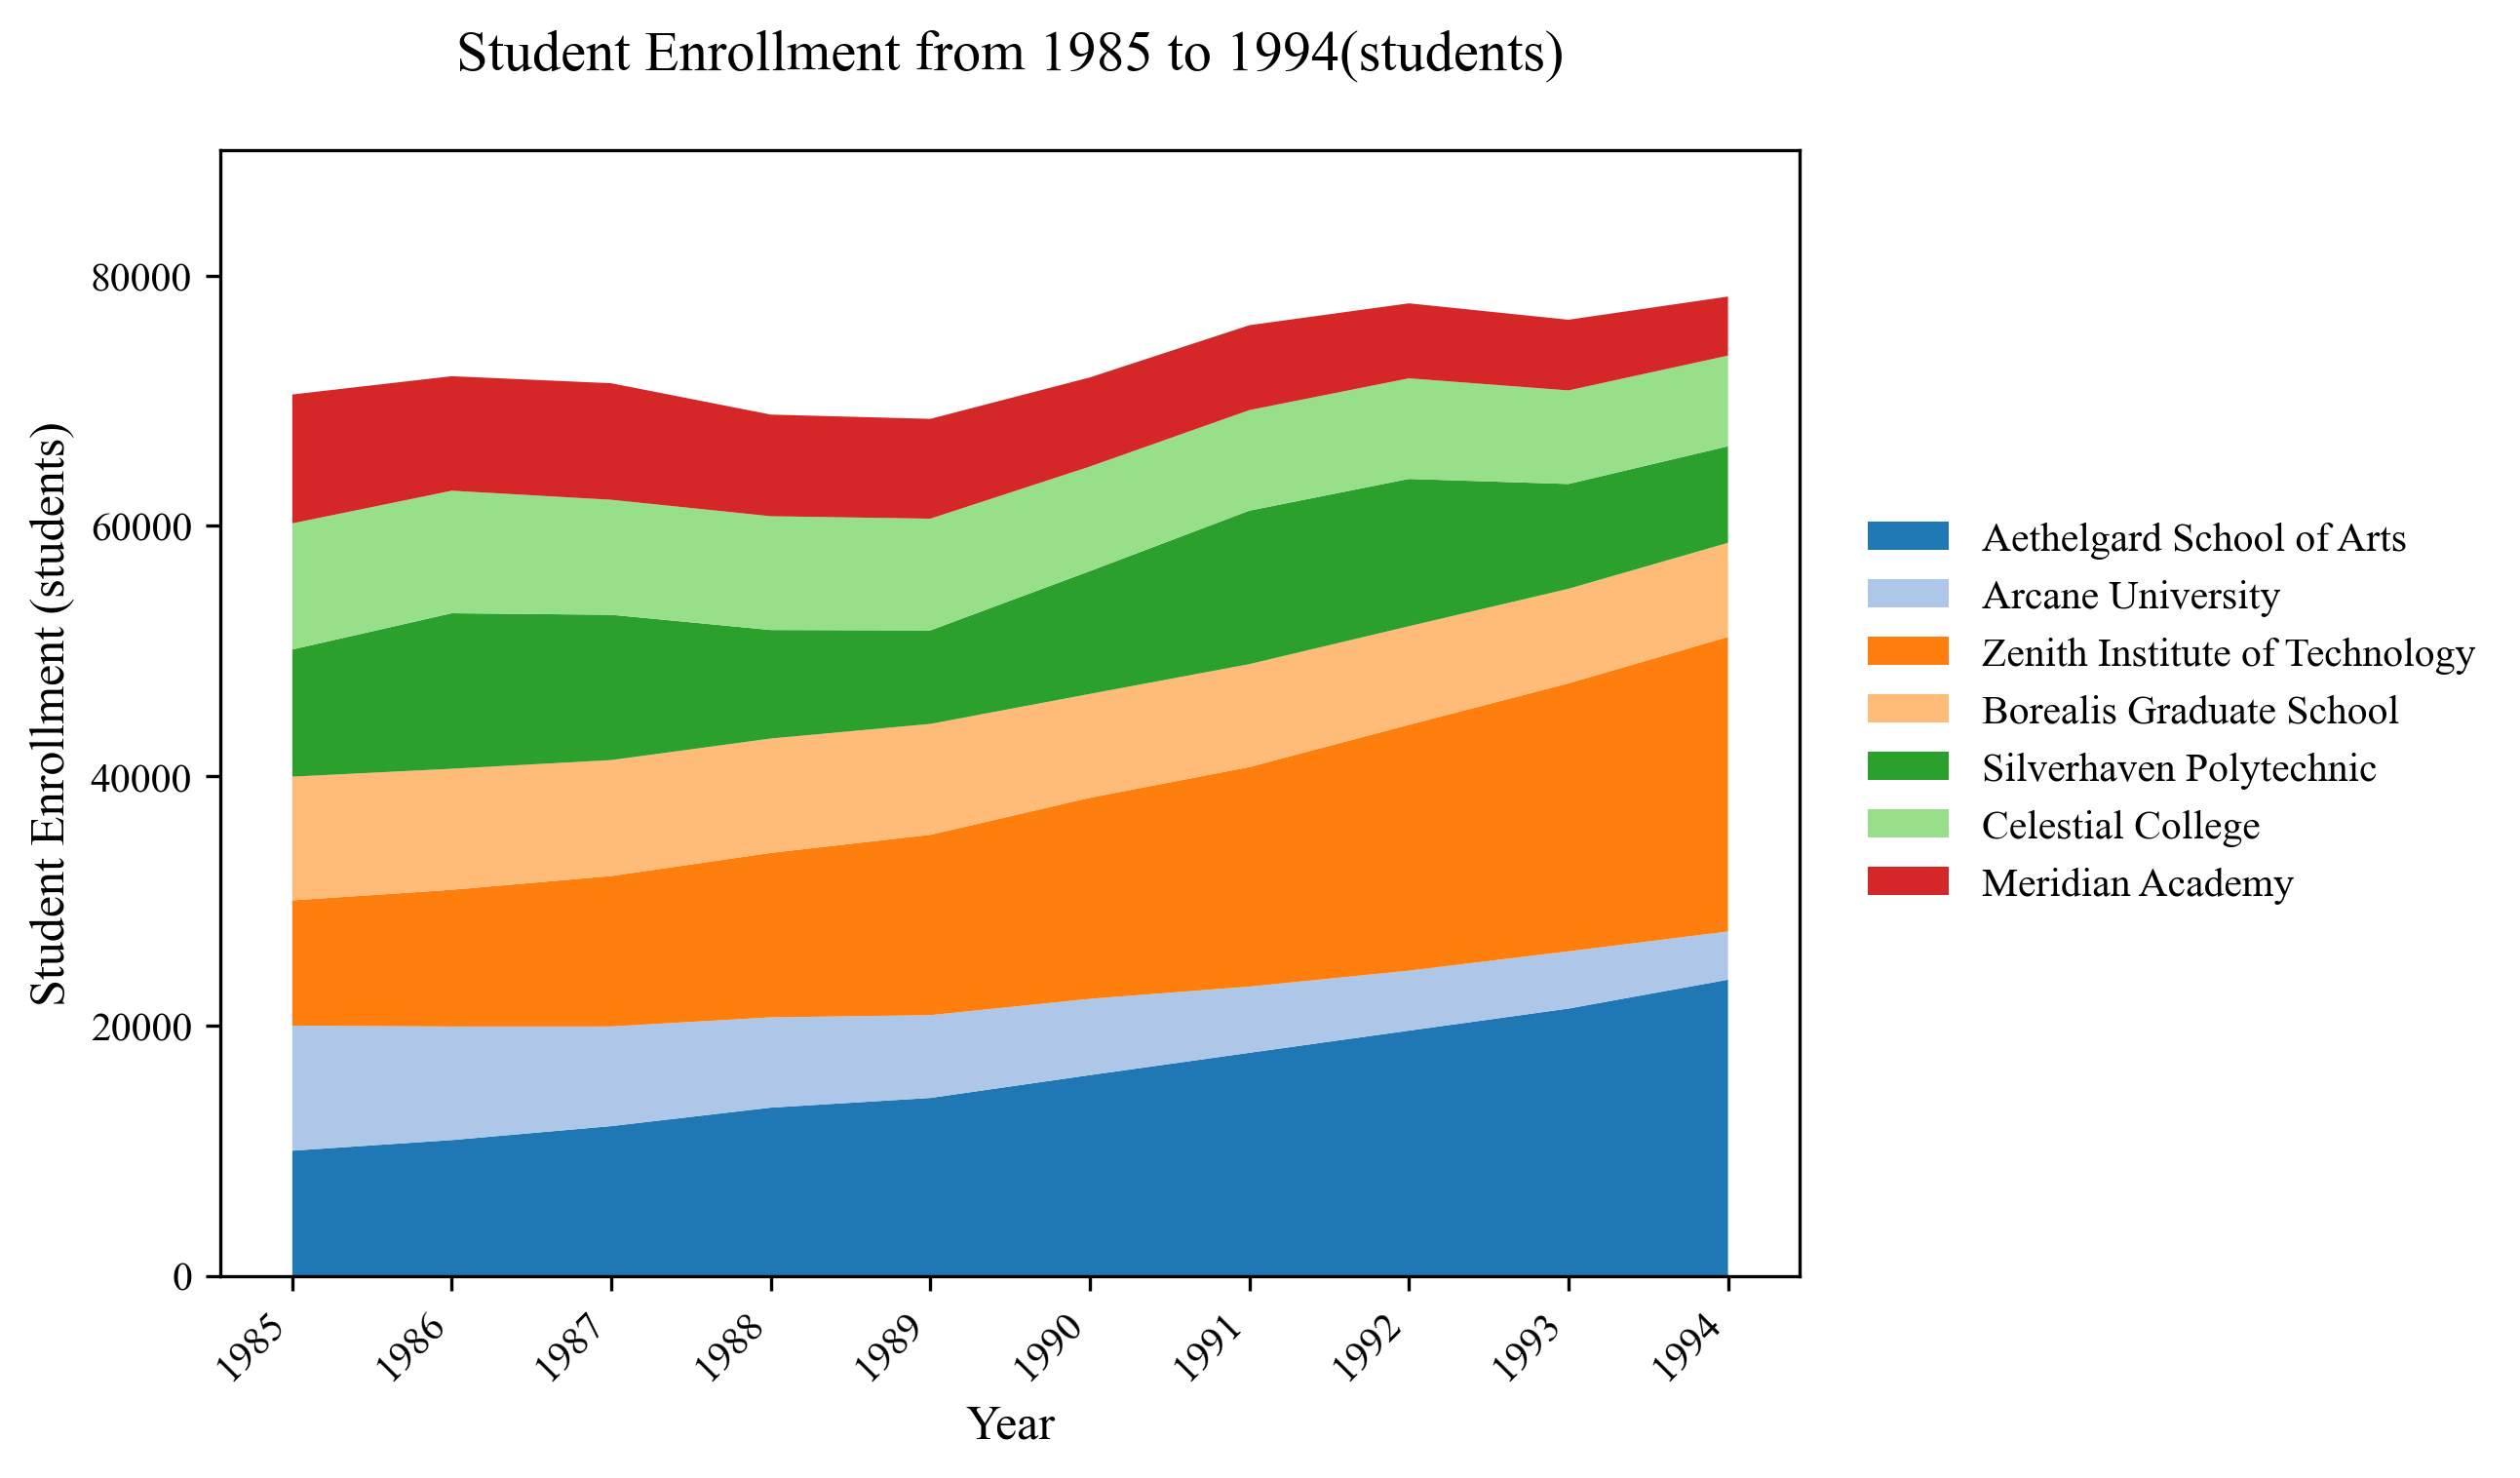 Student Enrollment from 1985 to 1994(students)
Student Enrollment (students)
80000
60000
40000
20000
0
1985
1986
1987
1988
1989
1990
1991
1992
1993
1994
Year
Aethelgard School of Arts
Arcane University
Zenith Institute of Technology
Borealis Graduate School
Silverhaven Polytechnic
Celestial College
Meridian Academy